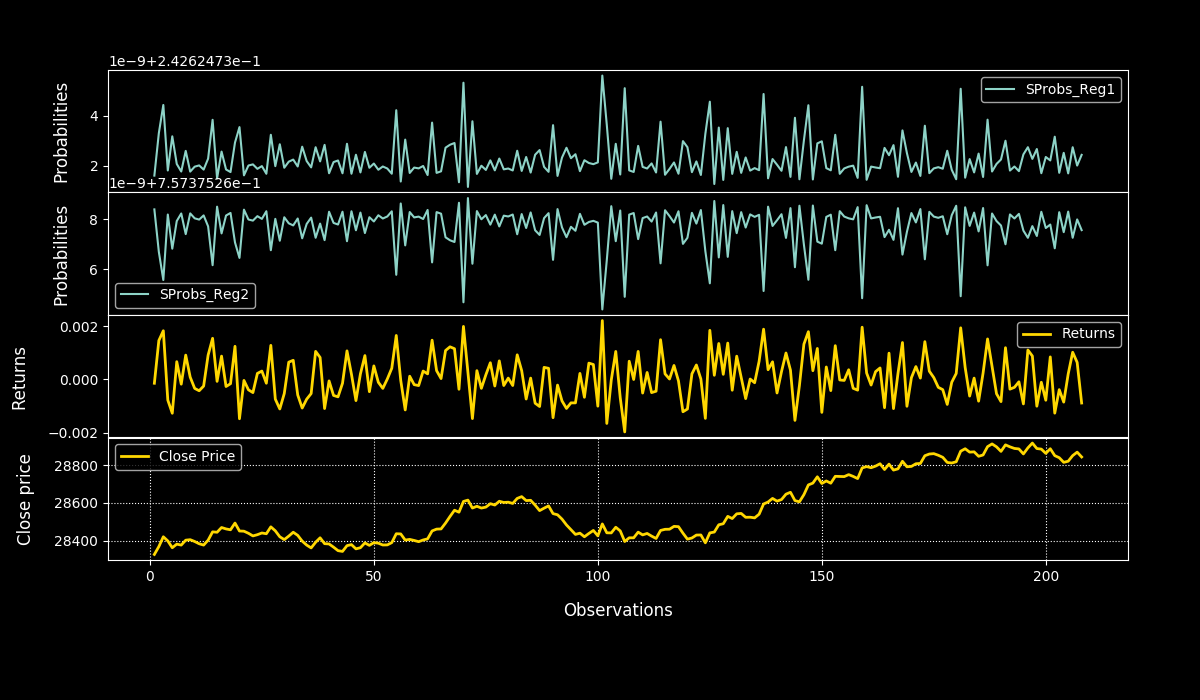 1e−9+2.4262473e−1
Probabilities
4
2
SProbs_Reg1
1e−9+7.5737526e−1
Probabilities
8
6
SProbs_Reg2
Returns
0.002
0.000
−0.002
Returns
Close price
28800
28600
28400
Close Price
0 50 100 150 200
Observations